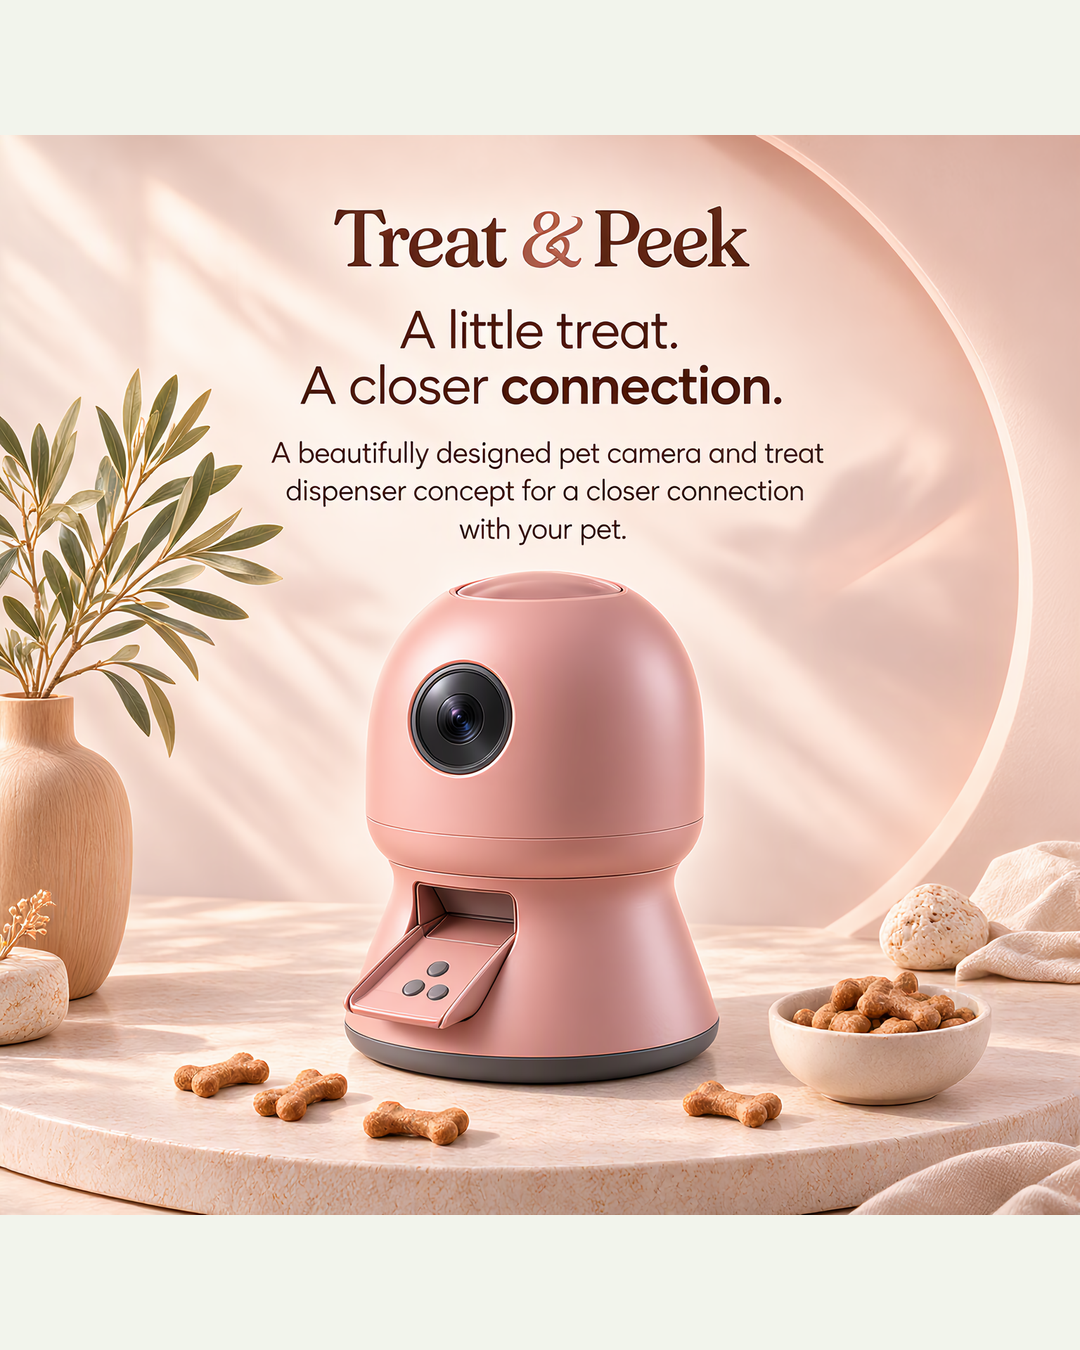 Treat & Peek
A little treat.
A closer connection.
A beautifully designed pet camera and treat
dispenser concept for a closer connection
with your pet.